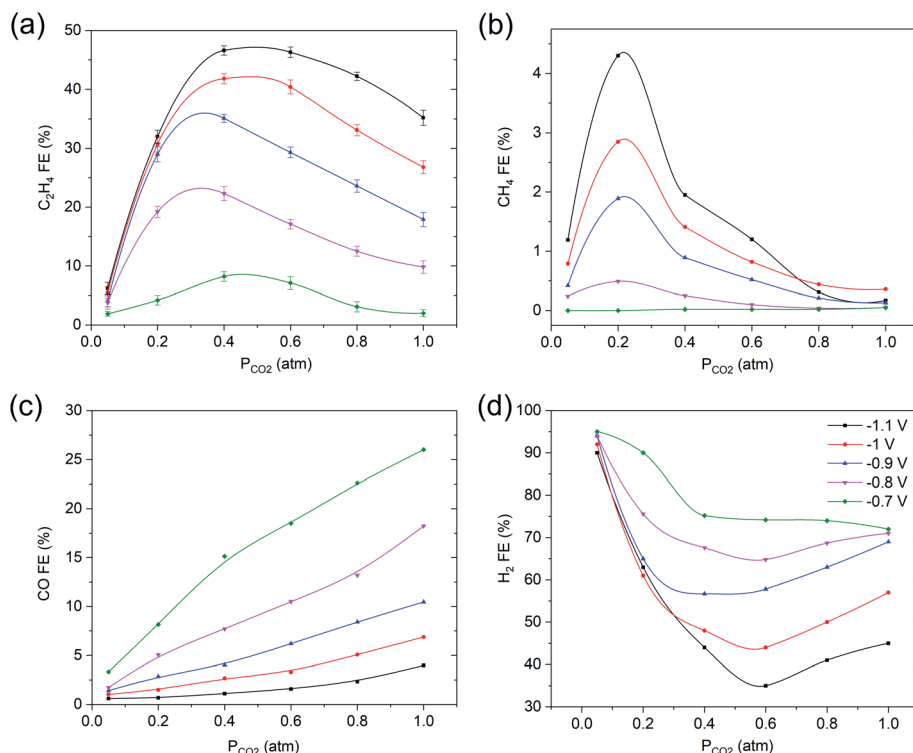 (a)
C2H4 FE (%)
50
40
30
20
10
0
0.0 0.2 0.4 0.6 0.8 1.0
PCO2 (atm)
(b)
CH4 FE (%)
4
3
2
1
0
0.0 0.2 0.4 0.6 0.8 1.0
PCO2 (atm)
(c)
CO FE (%)
30
25
20
15
10
5
0
0.0 0.2 0.4 0.6 0.8 1.0
PCO2 (atm)
(d)
H2 FE (%)
100
90
80
70
60
50
40
30
-1.1 V
-1 V
-0.9 V
-0.8 V
-0.7 V
0.0 0.2 0.4 0.6 0.8 1.0
PCO2 (atm)